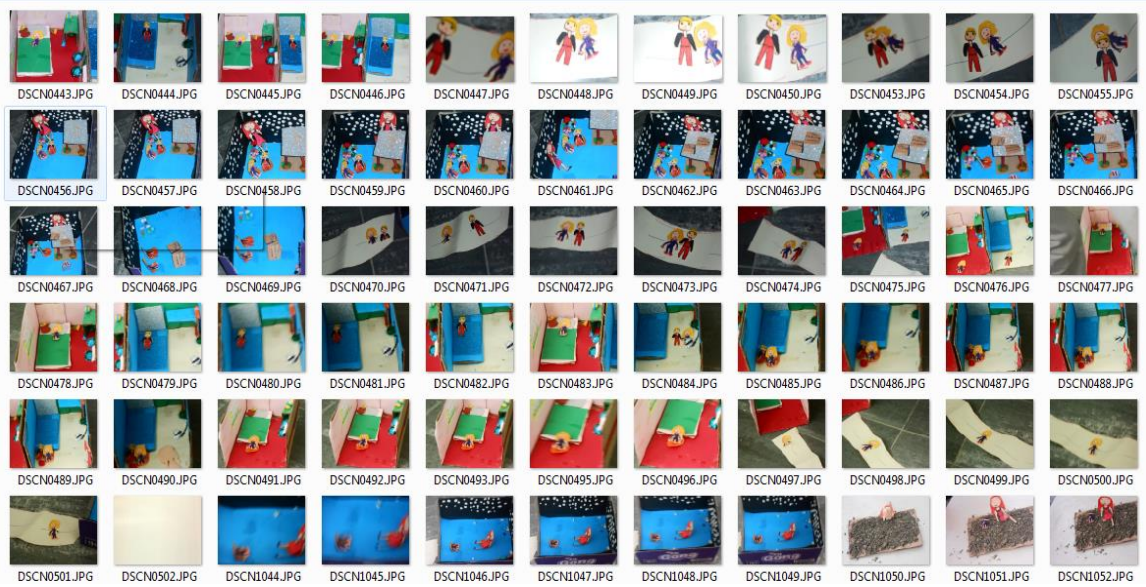 DSCN0443.JPG DSCN0444.JPG DSCN0445.JPG DSCN0446.JPG DSCN0447.JPG DSCN0448.JPG DSCN0449.JPG DSCN0450.JPG DSCN0453.JPG DSCN0454.JPG DSCN0455.JPG
DSCN0456.JPG DSCN0457.JPG DSCN0458.JPG DSCN0459.JPG DSCN0460.JPG DSCN0461.JPG DSCN0462.JPG DSCN0463.JPG DSCN0464.JPG DSCN0465.JPG DSCN0466.JPG
DSCN0467.JPG DSCN0468.JPG DSCN0469.JPG DSCN0470.JPG DSCN0471.JPG DSCN0472.JPG DSCN0473.JPG DSCN0474.JPG DSCN0475.JPG DSCN0476.JPG DSCN0477.JPG
DSCN0478.JPG DSCN0479.JPG DSCN0480.JPG DSCN0481.JPG DSCN0482.JPG DSCN0483.JPG DSCN0484.JPG DSCN0485.JPG DSCN0486.JPG DSCN0487.JPG DSCN0488.JPG
DSCN0489.JPG DSCN0490.JPG DSCN0491.JPG DSCN0492.JPG DSCN0493.JPG DSCN0495.JPG DSCN0496.JPG DSCN0497.JPG DSCN0498.JPG DSCN0499.JPG DSCN0500.JPG
DSCN0501.JPG DSCN0502.JPG DSCN1044.JPG DSCN1045.JPG DSCN1046.JPG DSCN1047.JPG DSCN1048.JPG DSCN1049.JPG DSCN1050.JPG DSCN1051.JPG DSCN1052.JPG